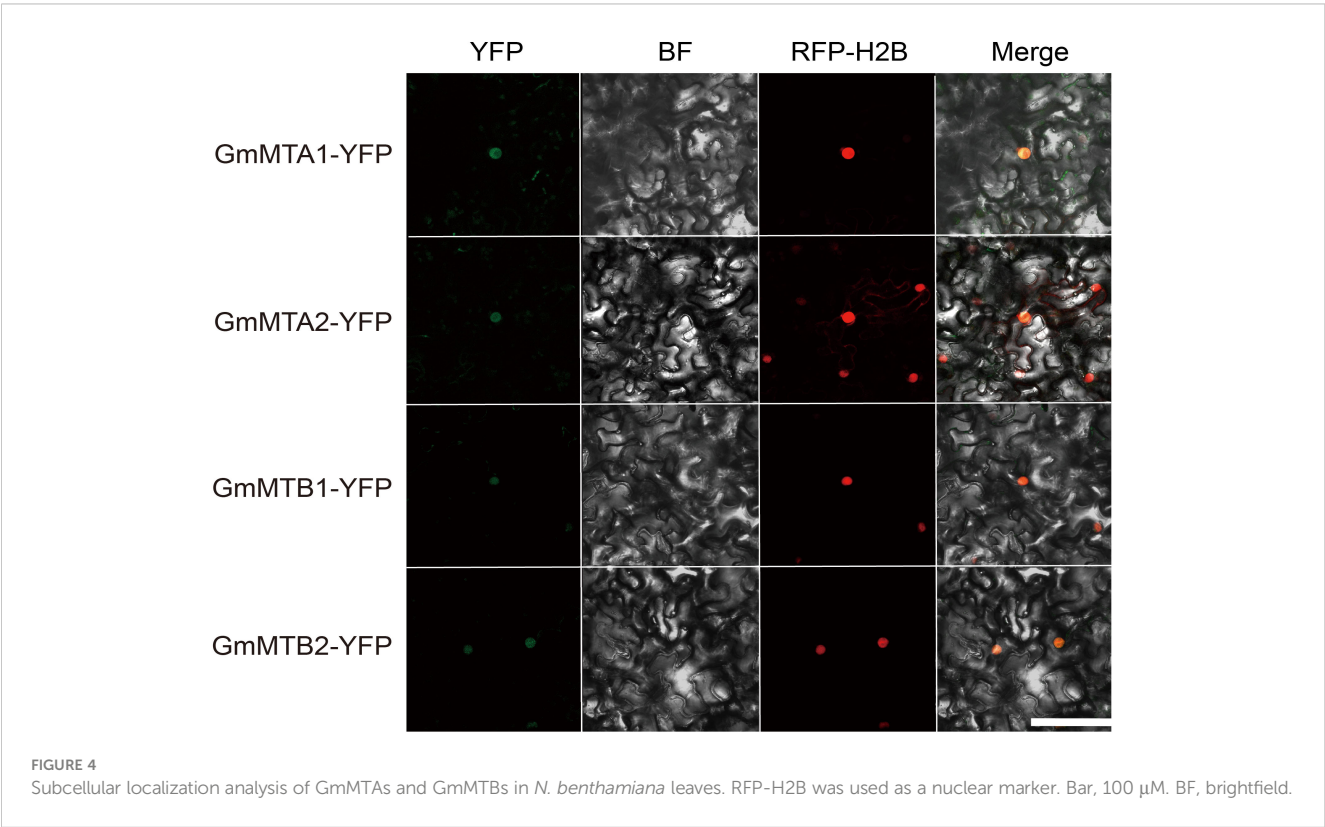 YFP BF RFP-H2B Merge
GmMTA1-YFP
GmMTA2-YFP
GmMTB1-YFP
GmMTB2-YFP
FIGURE 4
Subcellular localization analysis of GmMTAs and GmMTBs in N. benthamiana leaves. RFP-H2B was used as a nuclear marker. Bar, 100 μM. BF, brightfield.